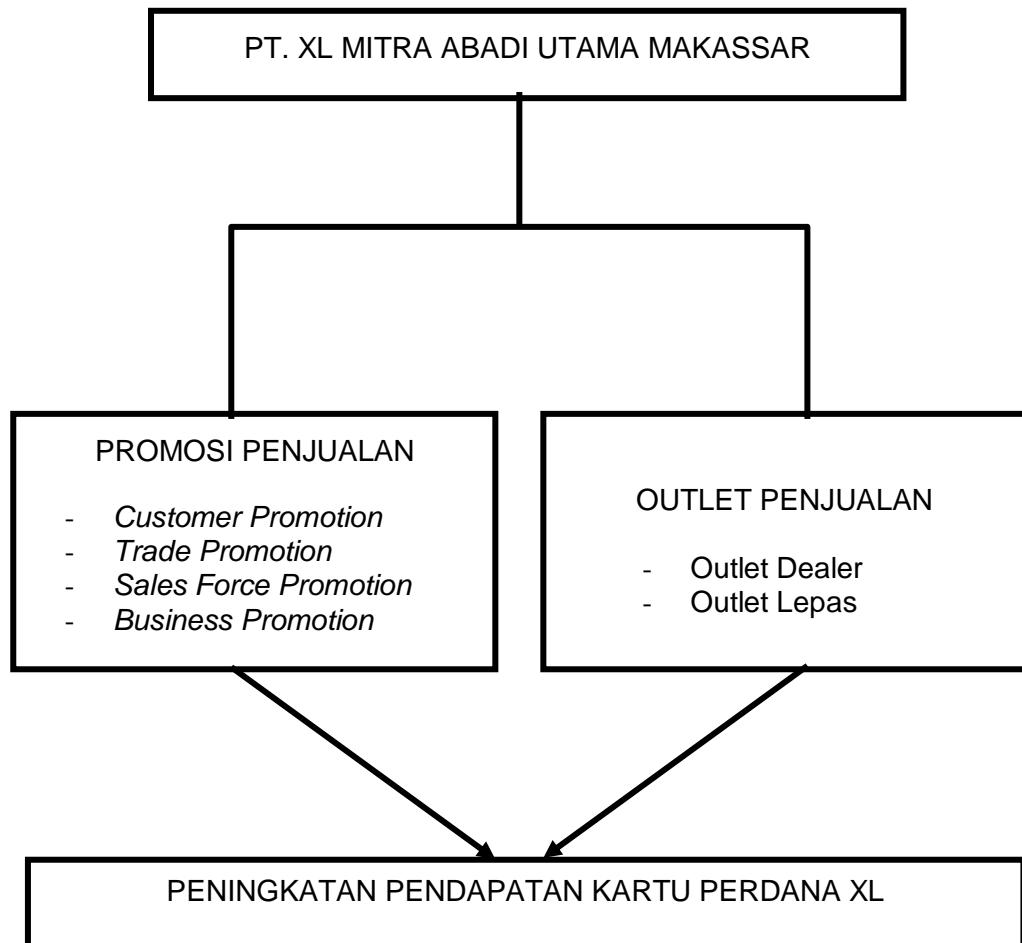 PT. XL MITRA ABADI UTAMA MAKASSAR
PROMOSI PENJUALAN
- Customer Promotion
- Trade Promotion
- Sales Force Promotion
- Business Promotion
OUTLET PENJUALAN
- Outlet Dealer
- Outlet Lepas
PENINGKATAN PENDAPATAN KARTU PERDANA XL